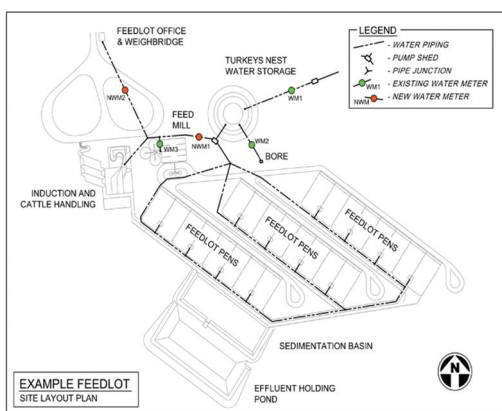 FEEDLOT OFFICE
& WEIGHBRIDGE
TURKEYS NEST
WATER STORAGE
LEGEND
- WATER PIPING
- PUMP SHED
- PIPE JUNCTION
WM1
- EXISTING WATER METER
NWM
- NEW WATER METER
NWM2
WM1
FEED
MILL
WM3
NWM1
WM2
BORE
INDUCTION AND
CATTLE HANDLING
FEEDLOT PENS
FEEDLOT PENS
FEEDLOT PENS
SEDIMENTATION BASIN
EFFLUENT HOLDING
POND
EXAMPLE FEEDLOT
SITE LAYOUT PLAN
N